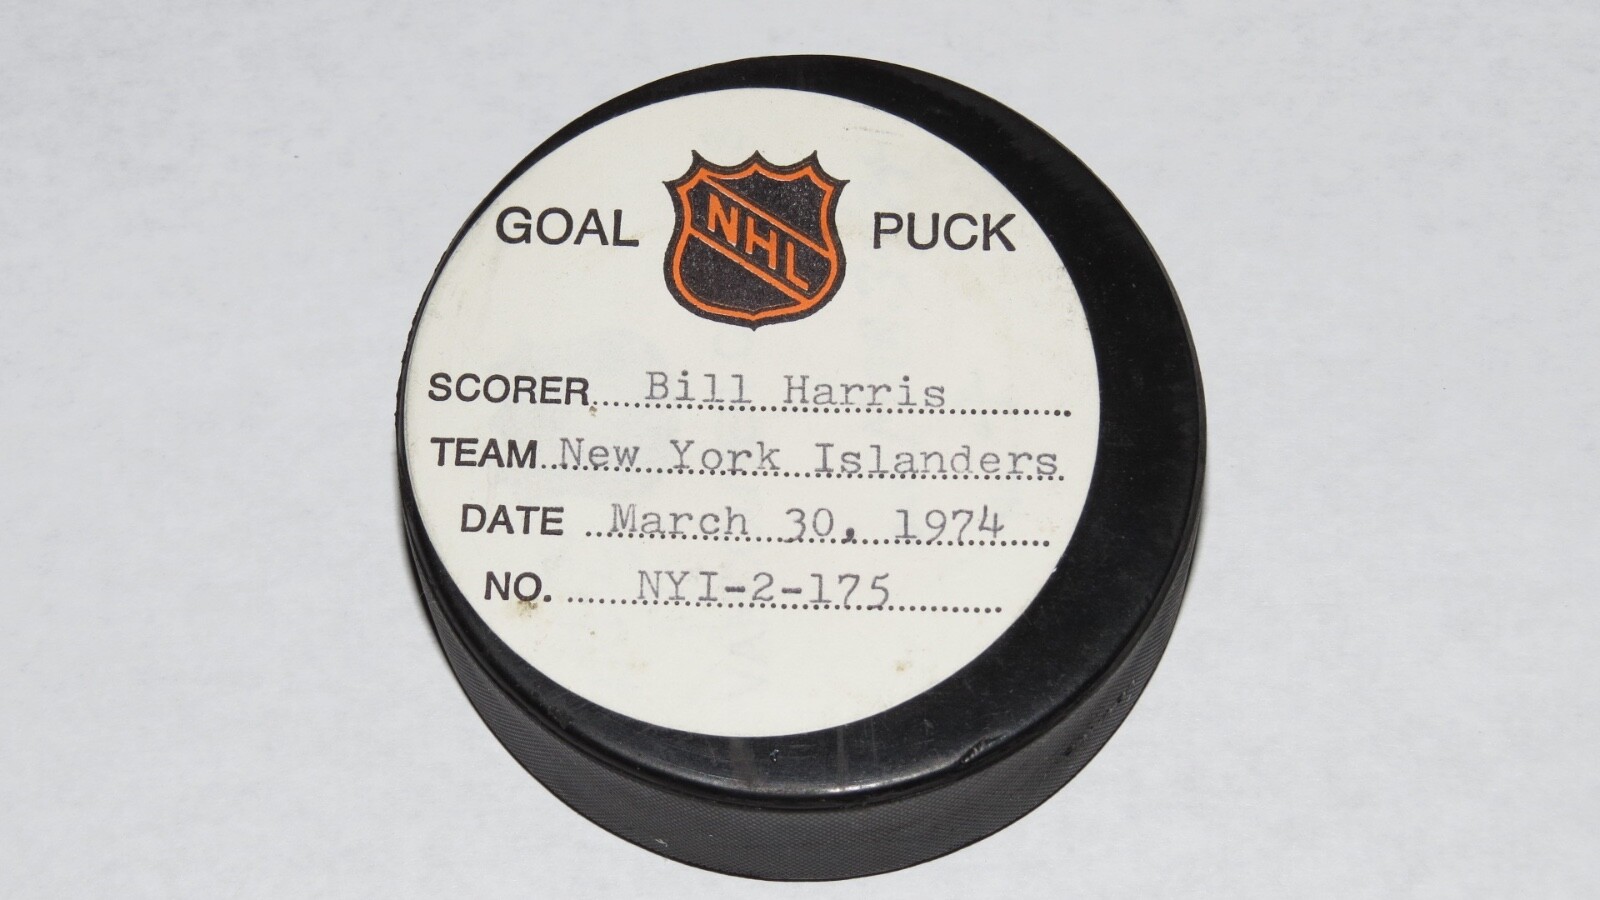 GOAL NHL PUCK
SCORER.....Bill Harris............
TEAM..New York Islanders.
DATE ..March 30, 1974....
NO. ......NYI-2-175..........